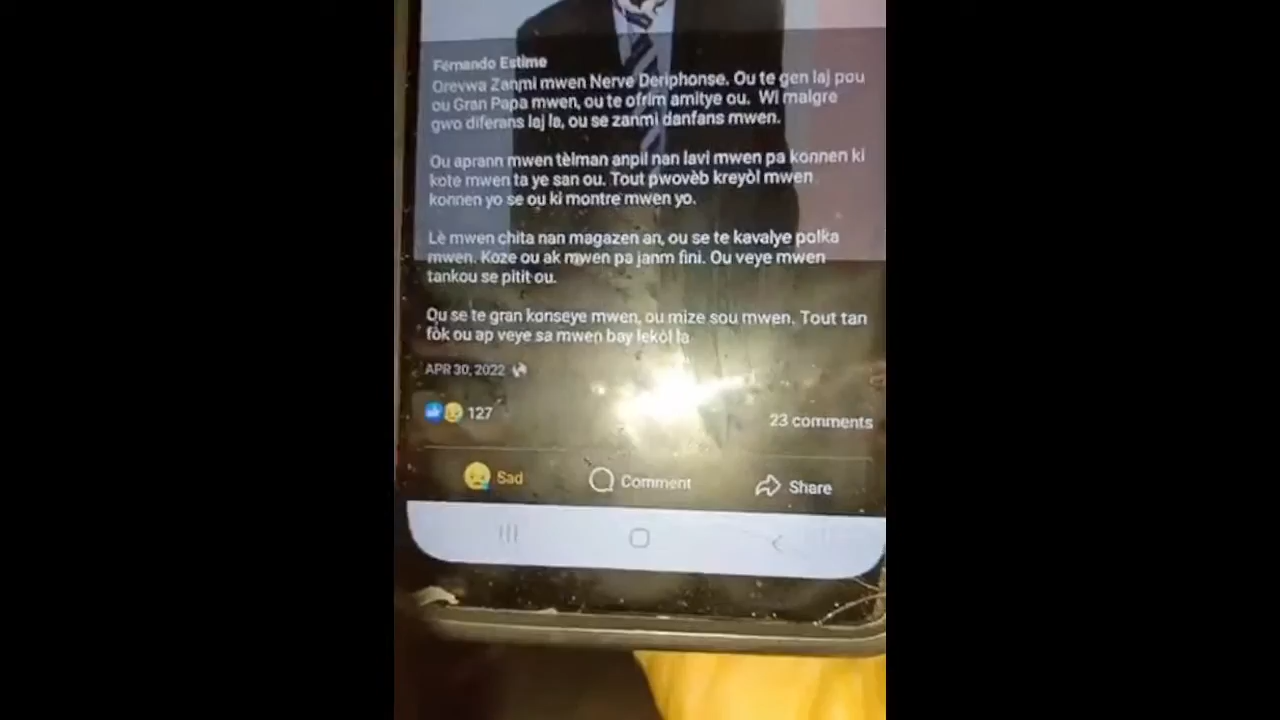 Fernando Estime
Orevwa Zanmi mwen Nerve Deriphonse. Ou te gen laj pou
ou Gran Papa mwen, ou te ofrim amitye ou. Wi malgre
gwo diferans laj la, ou se zanmi danfans mwen.
Ou aprann mwen tèlman anpil nan lavi mwen pa konnen ki
kote mwen ta ye san ou. Tout pwovèb kreyòl mwen
konnen yo se ou ki montre mwen yo.
Lè mwen chita nan magazen an, ou se te kavalye polka
mwen. Koze ou ak mwen pa janm fini. Ou veye mwen
tankou se pitit ou.
Ou se te gran konseye mwen, ou mize sou mwen. Tout tan
fòk ou ap veye sa mwen bay lekòl la
APR 30, 2022
127
23 comments
Sad
Comment
Share